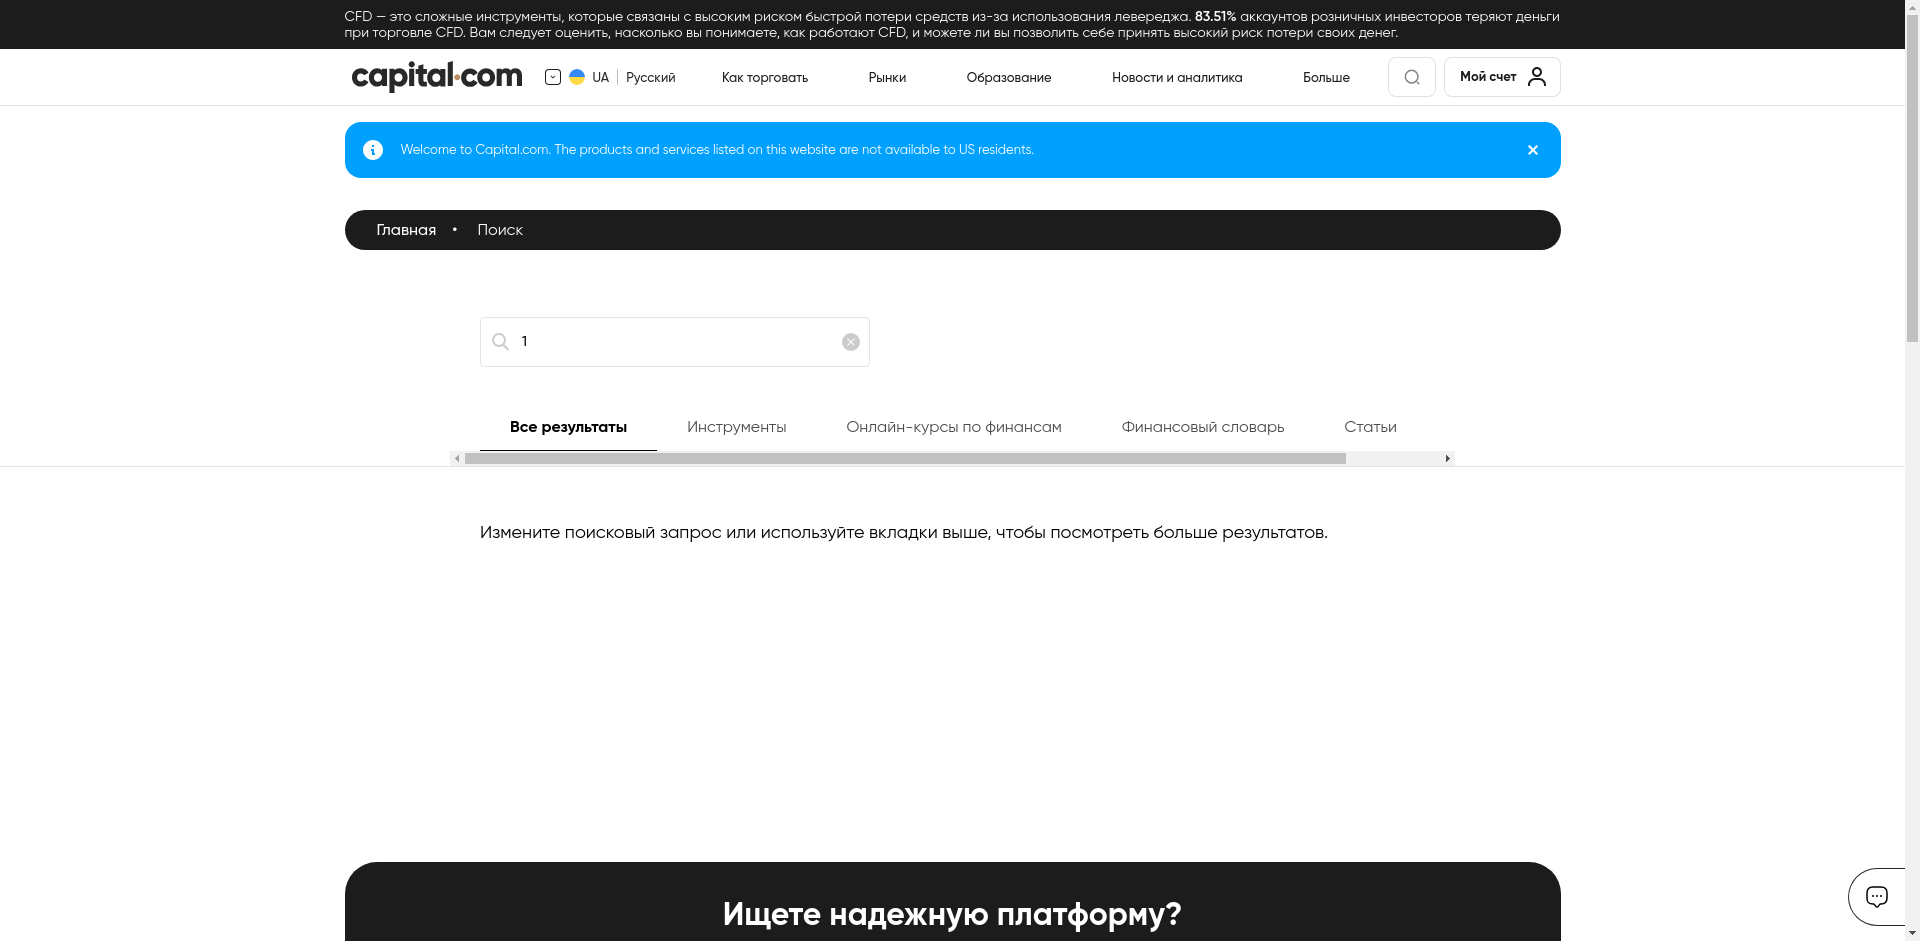 CFD — это сложные инструменты, которые связаны с высоким риском быстрой потери средств из-за использования левереджа. 83.51% аккаунтов розничных инвесторов теряют деньги
при торговле CFD. Вам следует оценить, насколько вы понимаете, как работают CFD, и можете ли вы позволить себе принять высокий риск потери своих денег.
capital.com UA Русский Как торговать Рынки Образование Новости и аналитика Больше Мой счет
Welcome to Capital.com. The products and services listed on this website are not available to US residents.
Главная • Поиск
1
Все результаты Инструменты Онлайн-курсы по финансам Финансовый словарь Статьи
Измените поисковый запрос или используйте вкладки выше, чтобы посмотреть больше результатов.
Ищете надежную платформу?